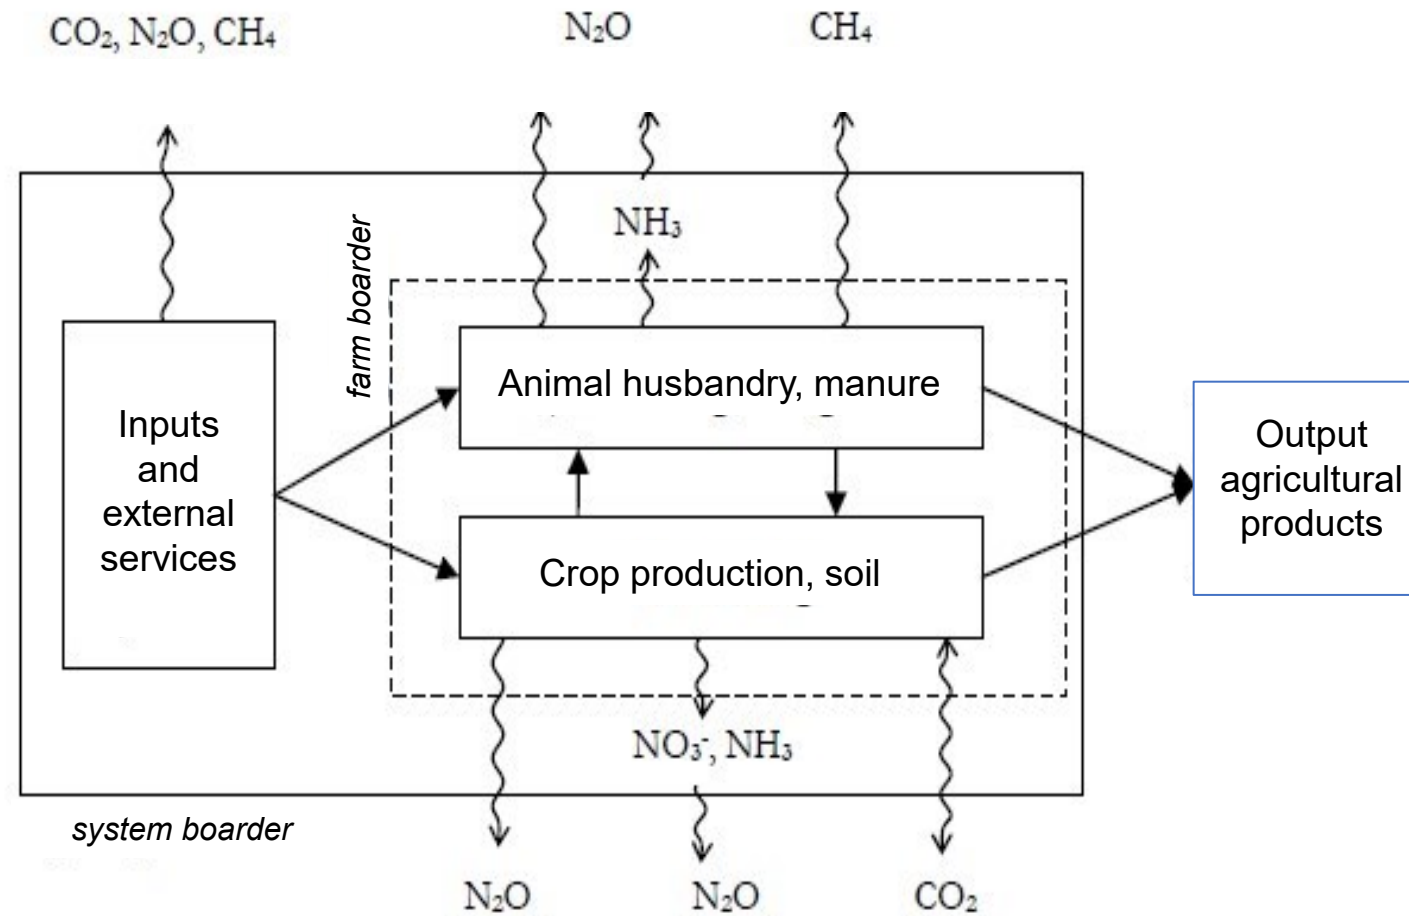 CO₂, N₂O, CH₄
N₂O
CH₄
NH₃
farm boarder
Animal husbandry, manure
Inputs
and
external
services
Output
agricultural
products
Crop production, soil
NO₃⁻, NH₃
system boarder
N₂O
N₂O
CO₂